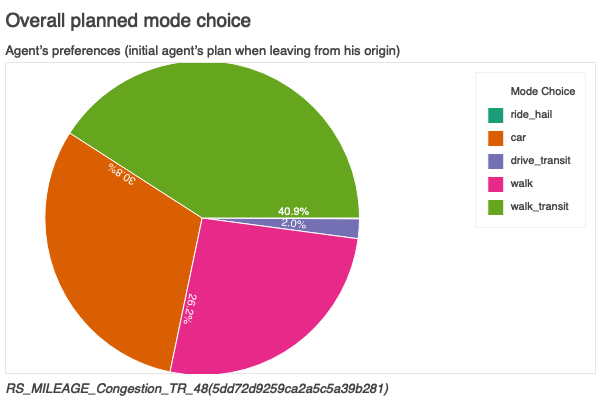 Overall planned mode choice
Agent's preferences (initial agent's plan when leaving from his origin)
Mode Choice
ride_hail
car
drive_transit
walk
walk_transit
30.8%
40.9%
2.0%
26.2%
RS_MILEAGE_Congestion_TR_48(5dd72d9259ca2a5c5a39b281)